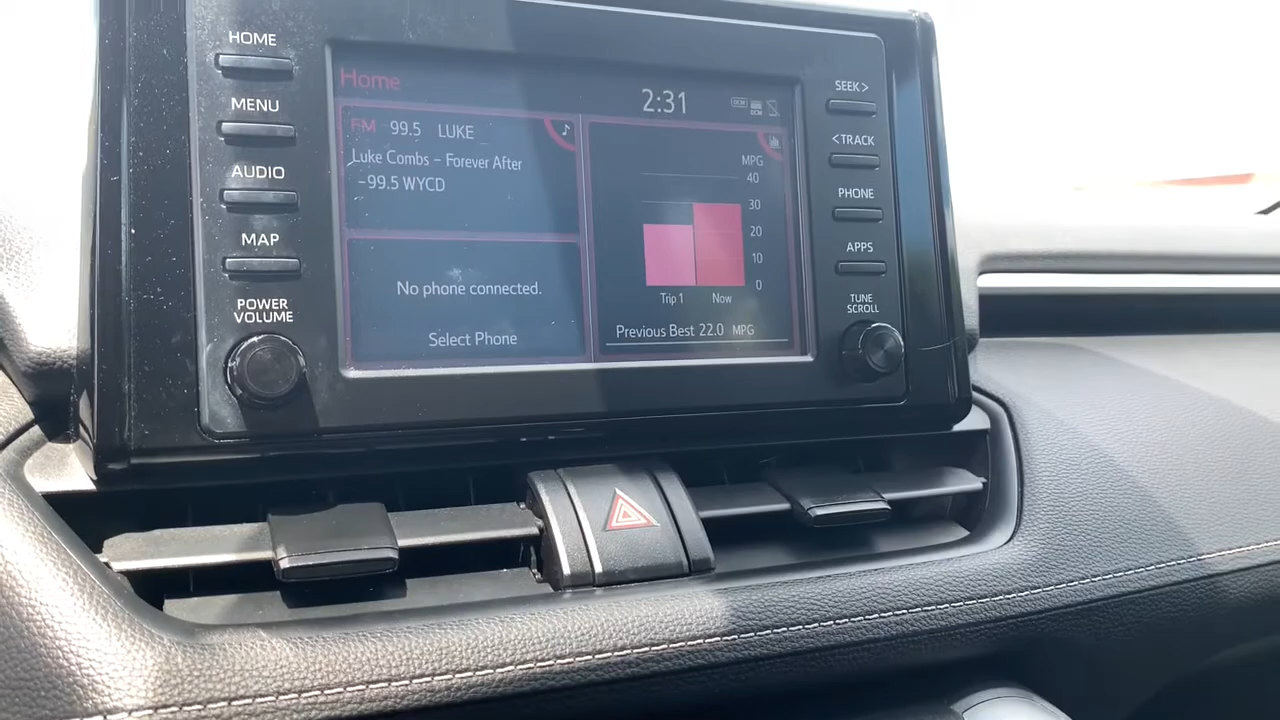 HOME
MENU
AUDIO
MAP
POWER
VOLUME
Home
2:31
DCM
DCM
FM 99.5 LUKE
Luke Combs - Forever After
-99.5 WYCD
No phone connected.
Select Phone
MPG
40
30
20
10
0
Trip 1 Now
Previous Best 22.0 MPG
SEEK >
< TRACK
PHONE
APPS
TUNE
SCROLL